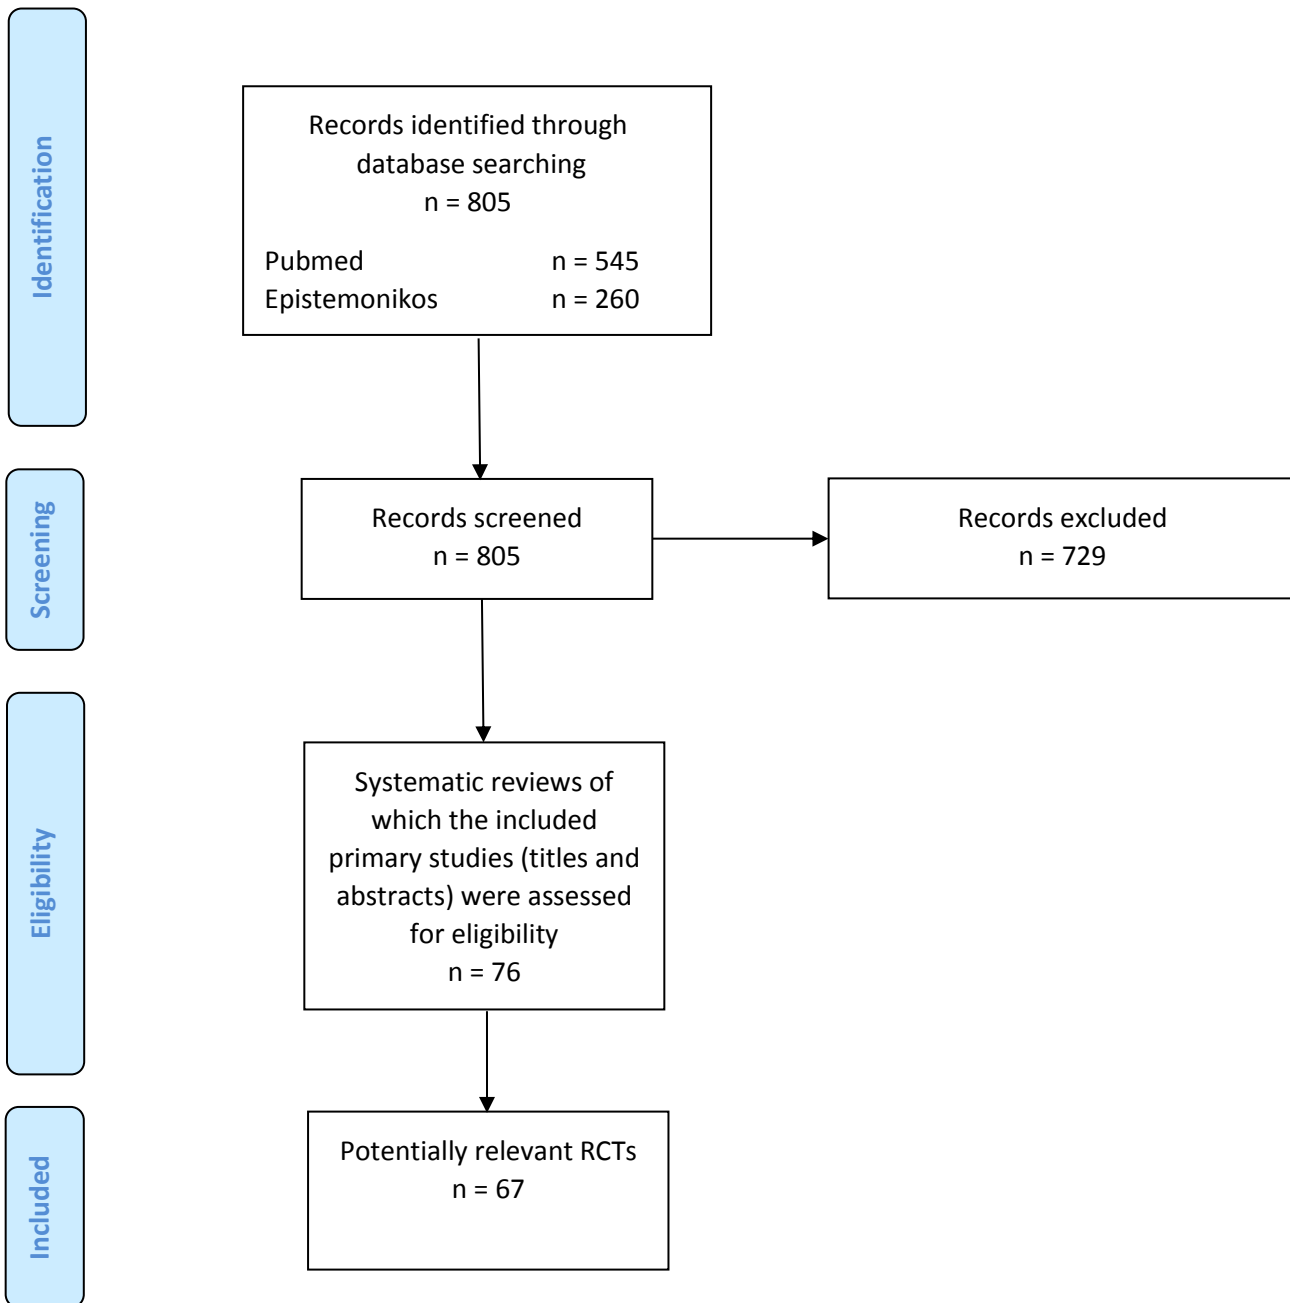 Identification
Records identified through
database searching
n = 805
Pubmed n = 545
Epistemonikos n = 260
Screening
Records screened
n = 805
Records excluded
n = 729
Eligibility
Systematic reviews of
which the included
primary studies (titles and
abstracts) were assessed
for eligibility
n = 76
Included
Potentially relevant RCTs
n = 67